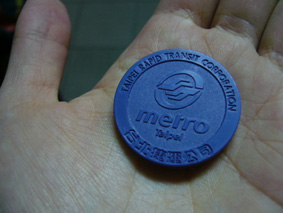 TAIPEI RAPID TRANSIT CORPORATION
metro
Taipei